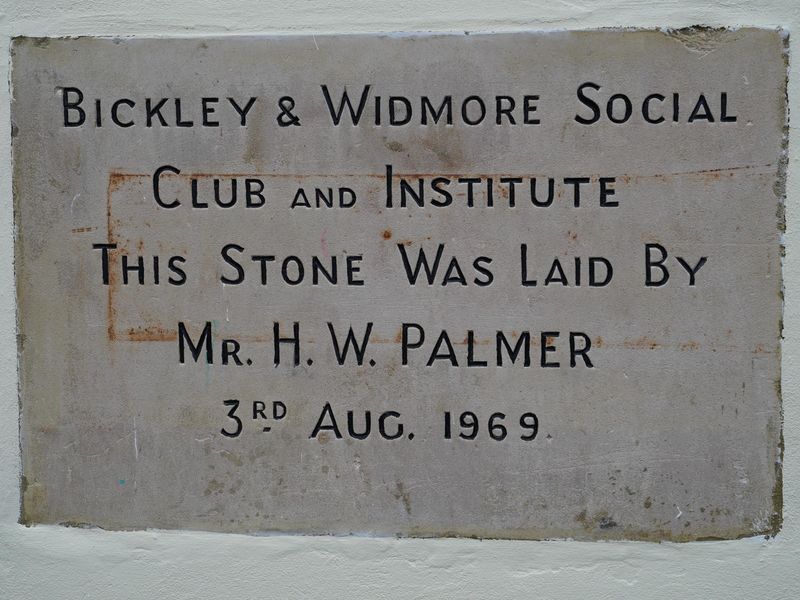 Bickley & Widmore Social
Club and Institute
This Stone Was Laid By
Mr. H. W. Palmer
3rd Aug. 1969.